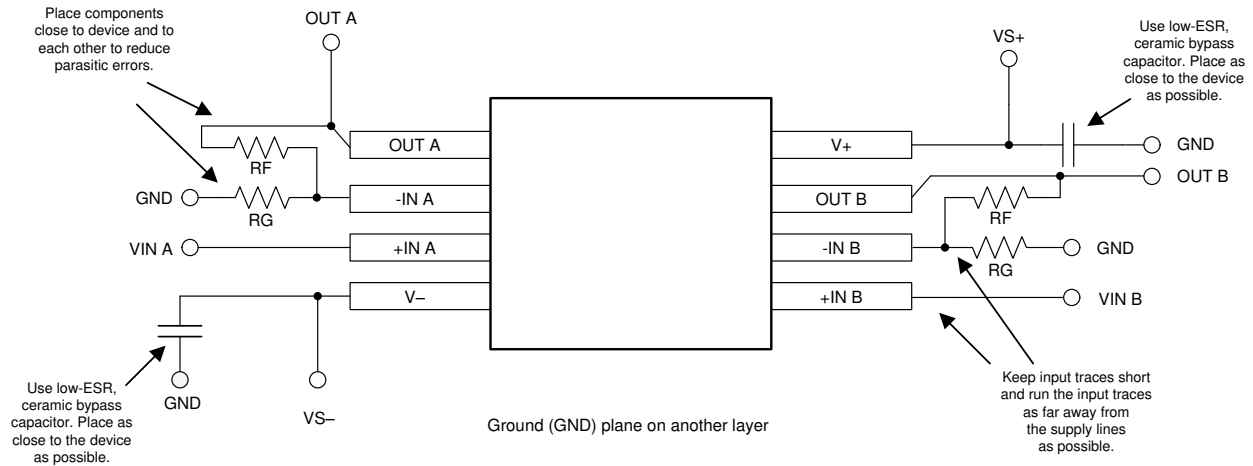 Place components
close to device and to
each other to reduce
parasitic errors.
OUT A
VS+
Use low-ESR,
ceramic bypass
capacitor. Place as
close to the device
as possible.
RF
OUT A
V+
GND
GND
RG
-IN A
OUT B
RF
OUT B
VIN A
+IN A
-IN B
RG
GND
V–
+IN B
VIN B
Use low-ESR,
ceramic bypass
capacitor. Place as
close to the device
as possible.
GND
VS–
Ground (GND) plane on another layer
Keep input traces short
and run the input traces
as far away from
the supply lines
as possible.